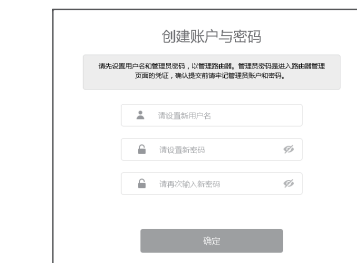 创建账户与密码
请先设置用户名和管理员密码，以管理路由器。管理员密码是进入路由器管理
页面的凭证，确认提交前请牢记管理员账户和密码。
请设置新用户名
请设置新密码
请再次输入新密码
确定